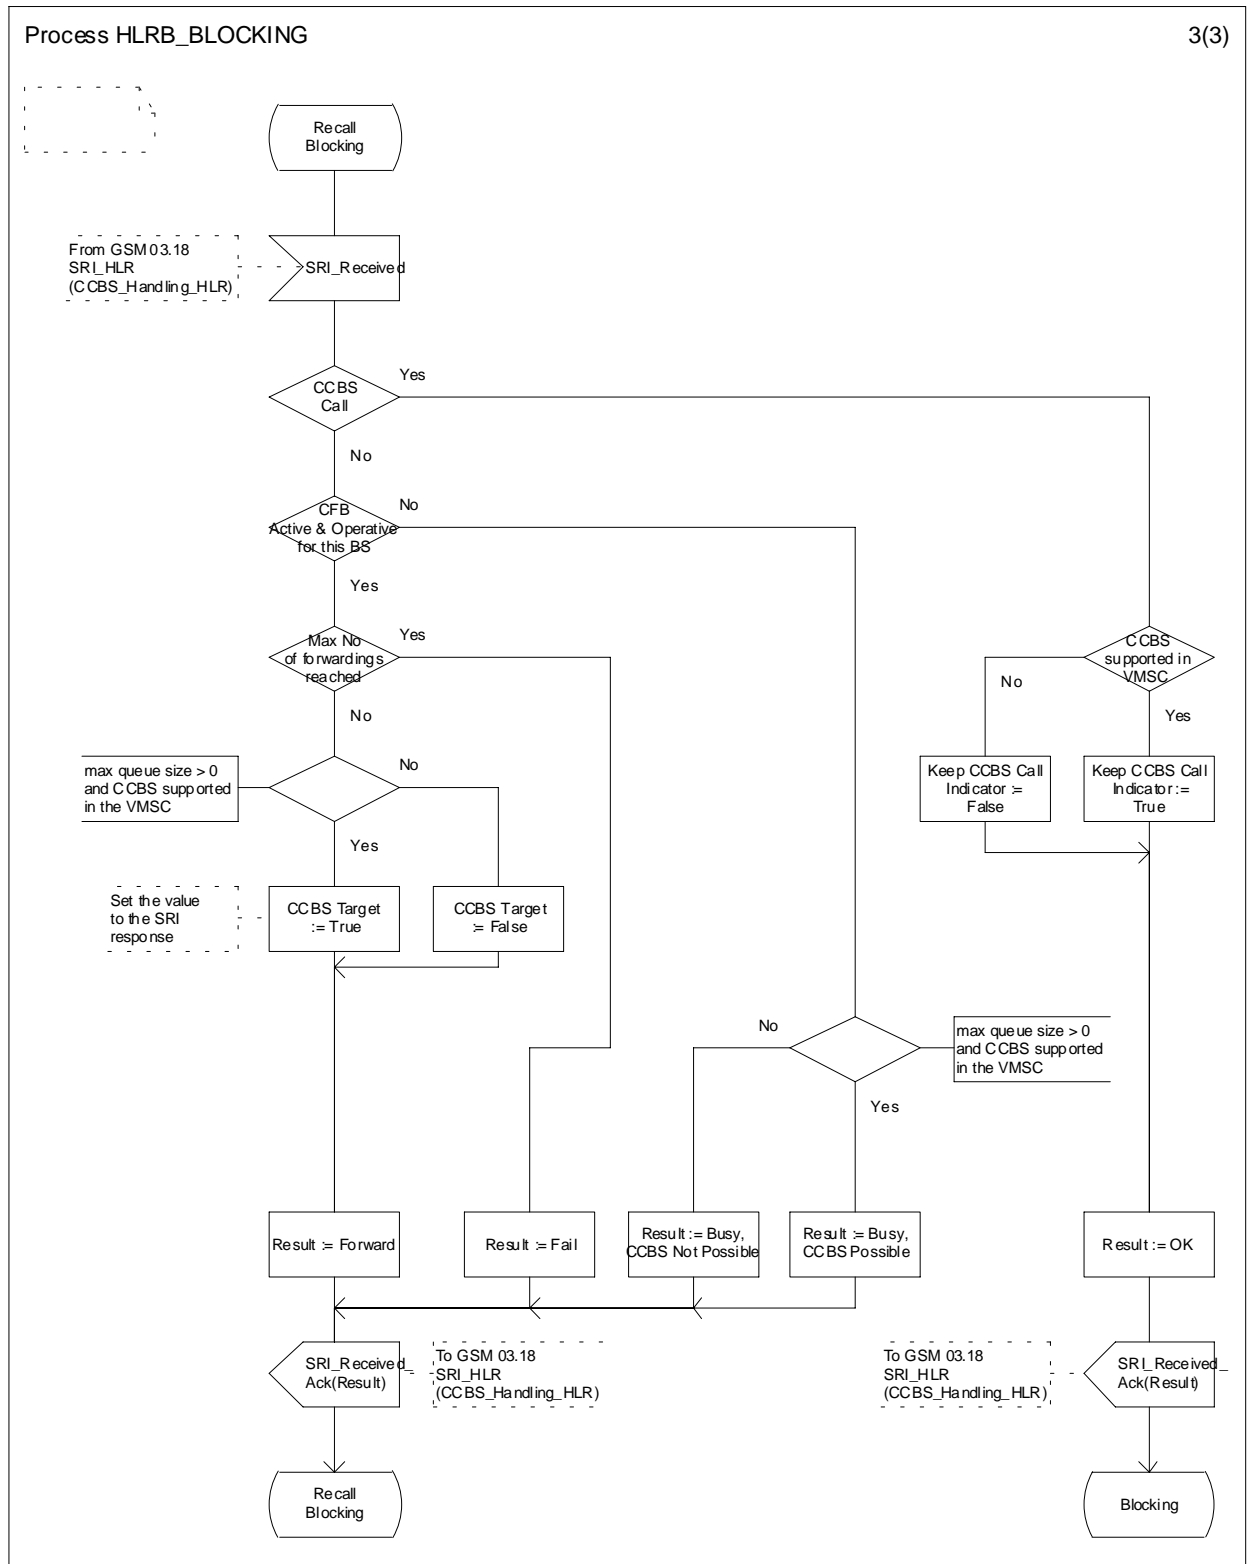 Process HLRB_BLOCKING
3(3)
Recall
Blocking
From GSM 03.18
SRI_HLR
(CCBS_Handling_HLR)
SRI_Received
CCBS
Call
Yes
No
CFB
Active & Operative
for this BS
No
Yes
Max No
of forwardings
reached
Yes
No
CCBS
supported in
VMSC
No
Yes
max queue size > 0
and CCBS supported
in the VMSC
No
Yes
Keep CCBS Call
Indicator :=
False
Keep CCBS Call
Indicator :=
True
Set the value
to the SRI
response
CCBS Target
:= True
CCBS Target
:= False
No
max queue size > 0
and CCBS supported
in the VMSC
Yes
Result := Forward
Result := Fail
Result := Busy,
CCBS Not Possible
Result := Busy,
CCBS Possible
Result := OK
SRI_Received_
Ack(Result)
To GSM 03.18
SRI_HLR
(CCBS_Handling_HLR)
To GSM 03.18
SRI_HLR
(CCBS_Handling_HLR)
SRI_Received_
Ack(Result)
Recall
Blocking
Blocking